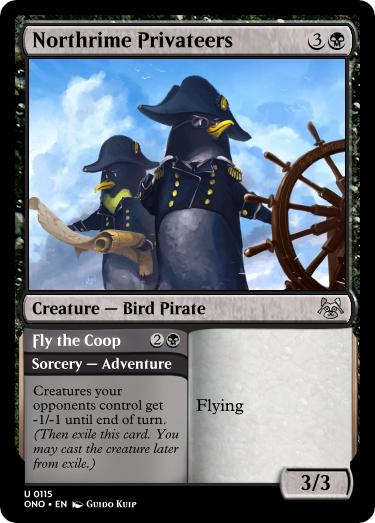 Northrime Privateers 3
Creature — Bird Pirate
Fly the Coop 2
Sorcery — Adventure
Creatures your
opponents control get
-1/-1 until end of turn.
(Then exile this card. You
may cast the creature later
from exile.)
Flying
3/3
U 0115
ONO • EN Guido Kuip